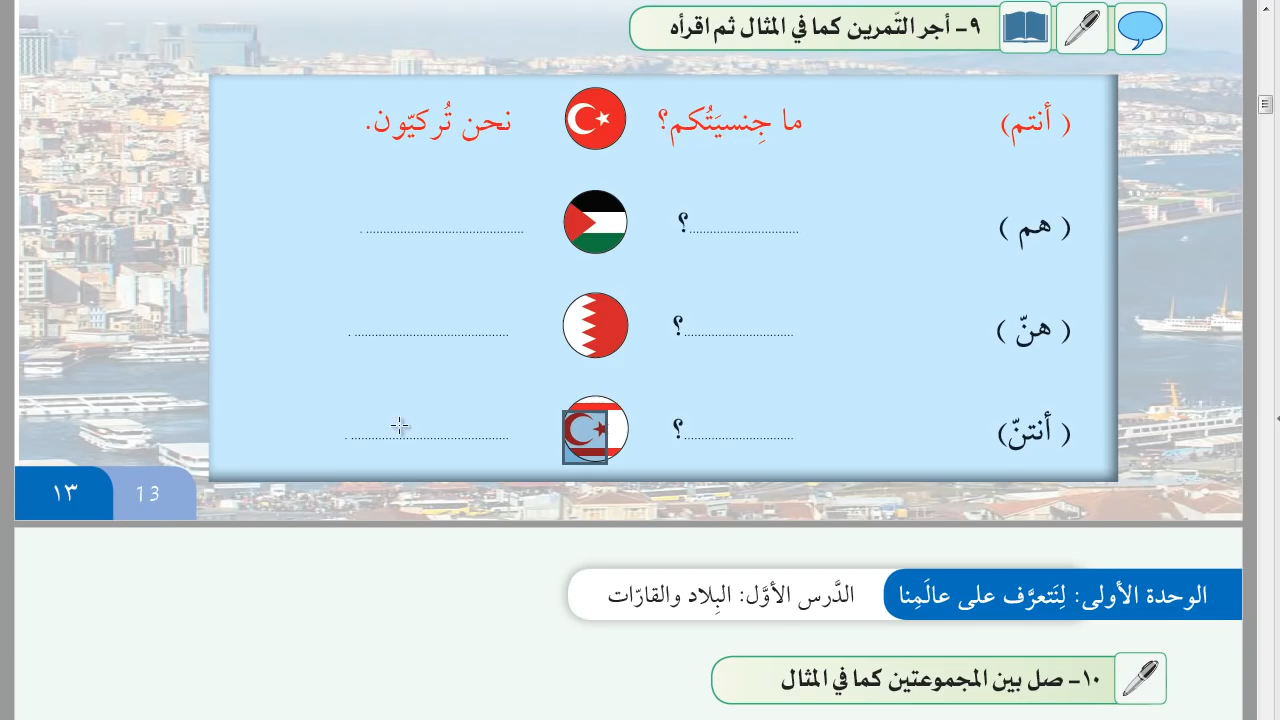 ٩- أجر التّمرين كما في المثال ثم اقرأه
( أنتم) ما جِنسيَتُكم؟ نحن تُركيّون.
( هم ) ..............................؟ .............................................. .
( هنّ ) ..............................؟ .............................................. .
( أنتنّ) ..............................؟ .............................................. .
١٣ 13
الوحدة الأولى: لِنَتعرَّف على عالَمِنا الدَّرس الأوَّل: البِلاد والقارّات
١٠- صل بين المجموعتين كما في المثال